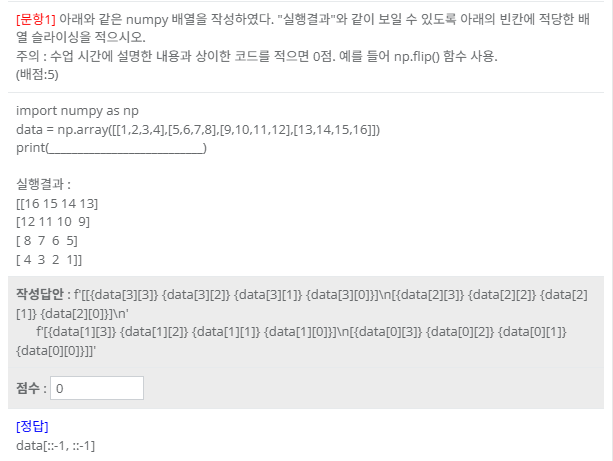 [문항1] 아래와 같은 numpy 배열을 작성하였다. "실행결과"와 같이 보일 수 있도록 아래의 빈칸에 적당한 배
열 슬라이싱을 적으시오.
주의 : 수업 시간에 설명한 내용과 상이한 코드를 적으면 0점. 예를 들어 np.flip() 함수 사용.
(배점:5)
import numpy as np
data = np.array([[1,2,3,4],[5,6,7,8],[9,10,11,12],[13,14,15,16]])
print(___________________________)
실행결과 :
[[16 15 14 13]
[12 11 10  9]
[ 8  7  6  5]
[ 4  3  2  1]]
작성답안 : f'[[{data[3][3]} {data[3][2]} {data[3][1]} {data[3][0]}]\n[{data[2][3]} {data[2][2]} {data[2]
[1]} {data[2][0]}]\n'
f'[{data[1][3]} {data[1][2]} {data[1][1]} {data[1][0]}]\n[{data[0][3]} {data[0][2]} {data[0][1]}
{data[0][0]}]]'
점수 : 0
[정답]
data[::-1, ::-1]